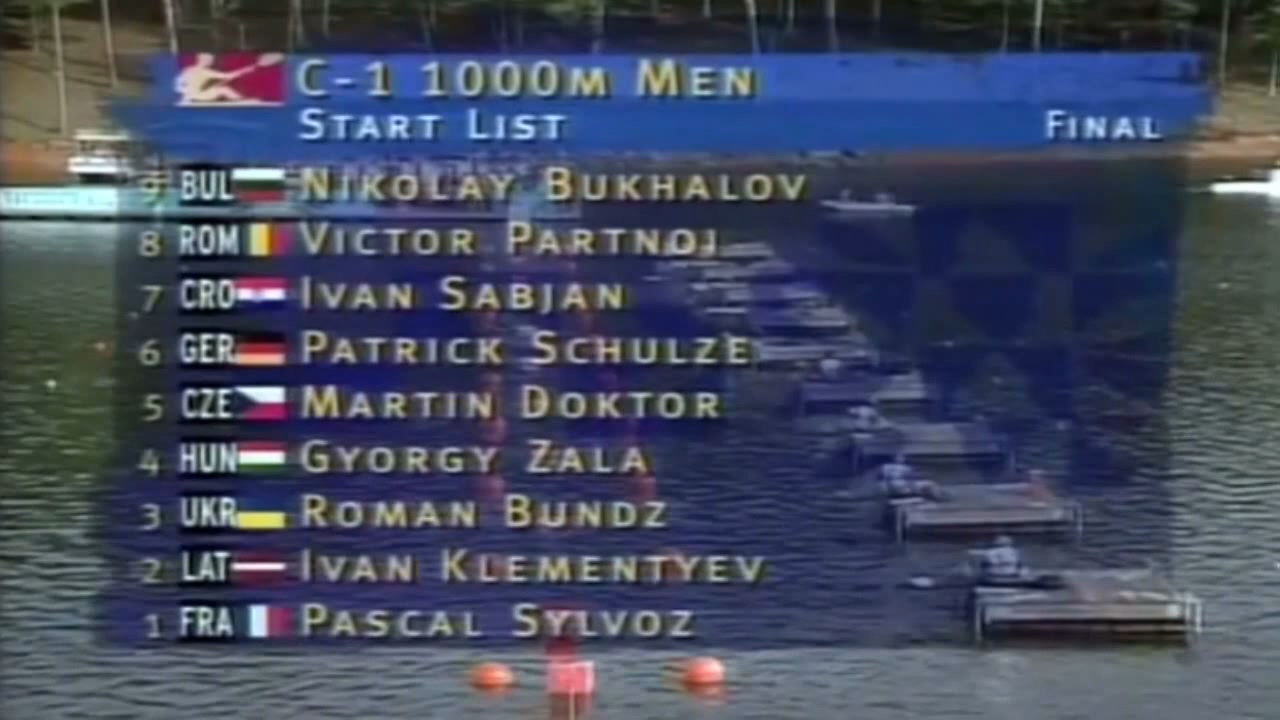 C-1 1000M MEN
START LIST FINAL
9 BUL NIKOLAY BUKHALOV
8 ROM VICTOR PARTNOJ
7 CRO IVAN SABJAN
6 GER PATRICK SCHULZE
5 CZE MARTIN DOKTOR
4 HUN GYORGY ZALA
3 UKR ROMAN BUNDZ
2 LAT IVAN KLEMENTYEV
1 FRA PASCAL SYLVOZ